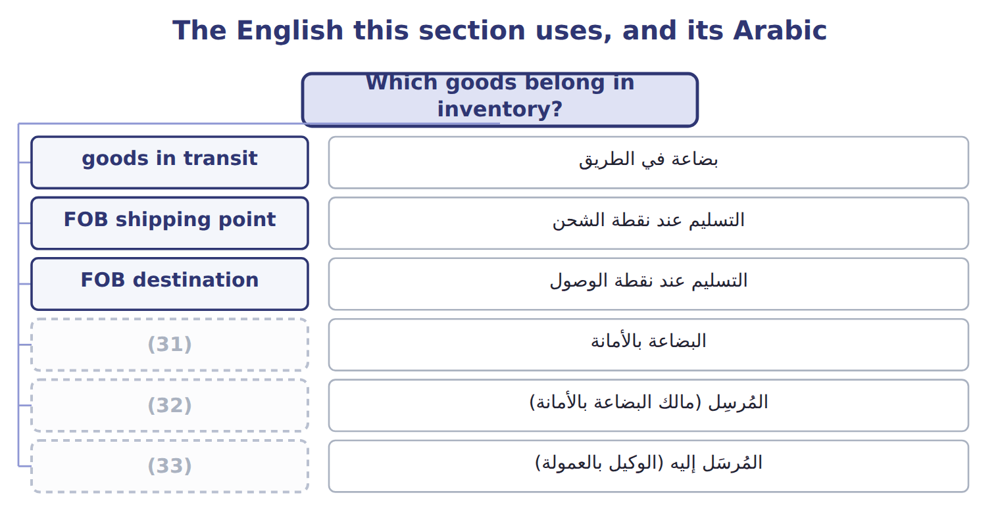 The English this section uses, and its Arabic
Which goods belong in
inventory?
goods in transit
بضاعة في الطريق
FOB shipping point
التسليم عند نقطة الشحن
FOB destination
التسليم عند نقطة الوصول
(31)
البضاعة بالأمانة
(32)
المُرسِل (مالك البضاعة بالأمانة)
(33)
المُرسَل إليه (الوكيل بالعمولة)